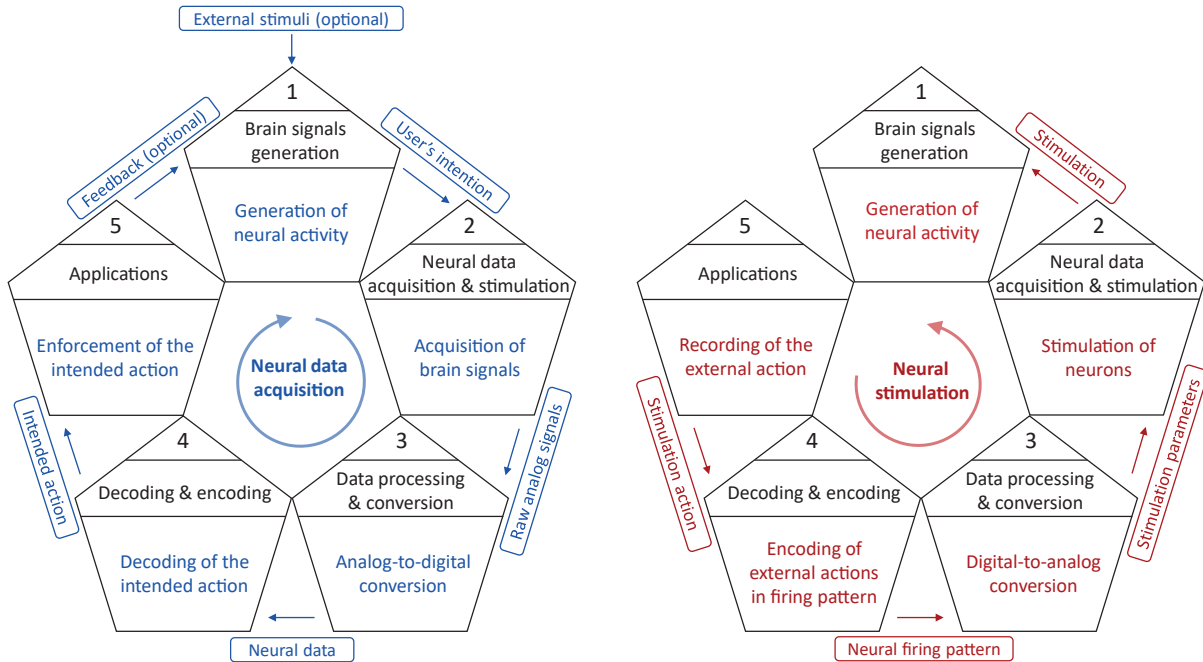 External stimuli (optional)
1
Brain signals
generation
Generation of
neural activity
User's intention
2
Neural data
acquisition & stimulation
Acquisition of
brain signals
Raw analog signals
3
Data processing
& conversion
Analog-to-digital
conversion
Neural data
4
Decoding & encoding
Decoding of the
intended action
Intended action
5
Applications
Enforcement of the
intended action
Feedback (optional)
Neural data
acquisition
1
Brain signals
generation
Generation of
neural activity
Stimulation
2
Neural data
acquisition & stimulation
Stimulation of
neurons
Stimulation parameters
3
Data processing
& conversion
Digital-to-analog
conversion
Neural firing pattern
4
Decoding & encoding
Encoding of
external actions
in firing pattern
Stimulation action
5
Applications
Recording of the
external action
Neural
stimulation